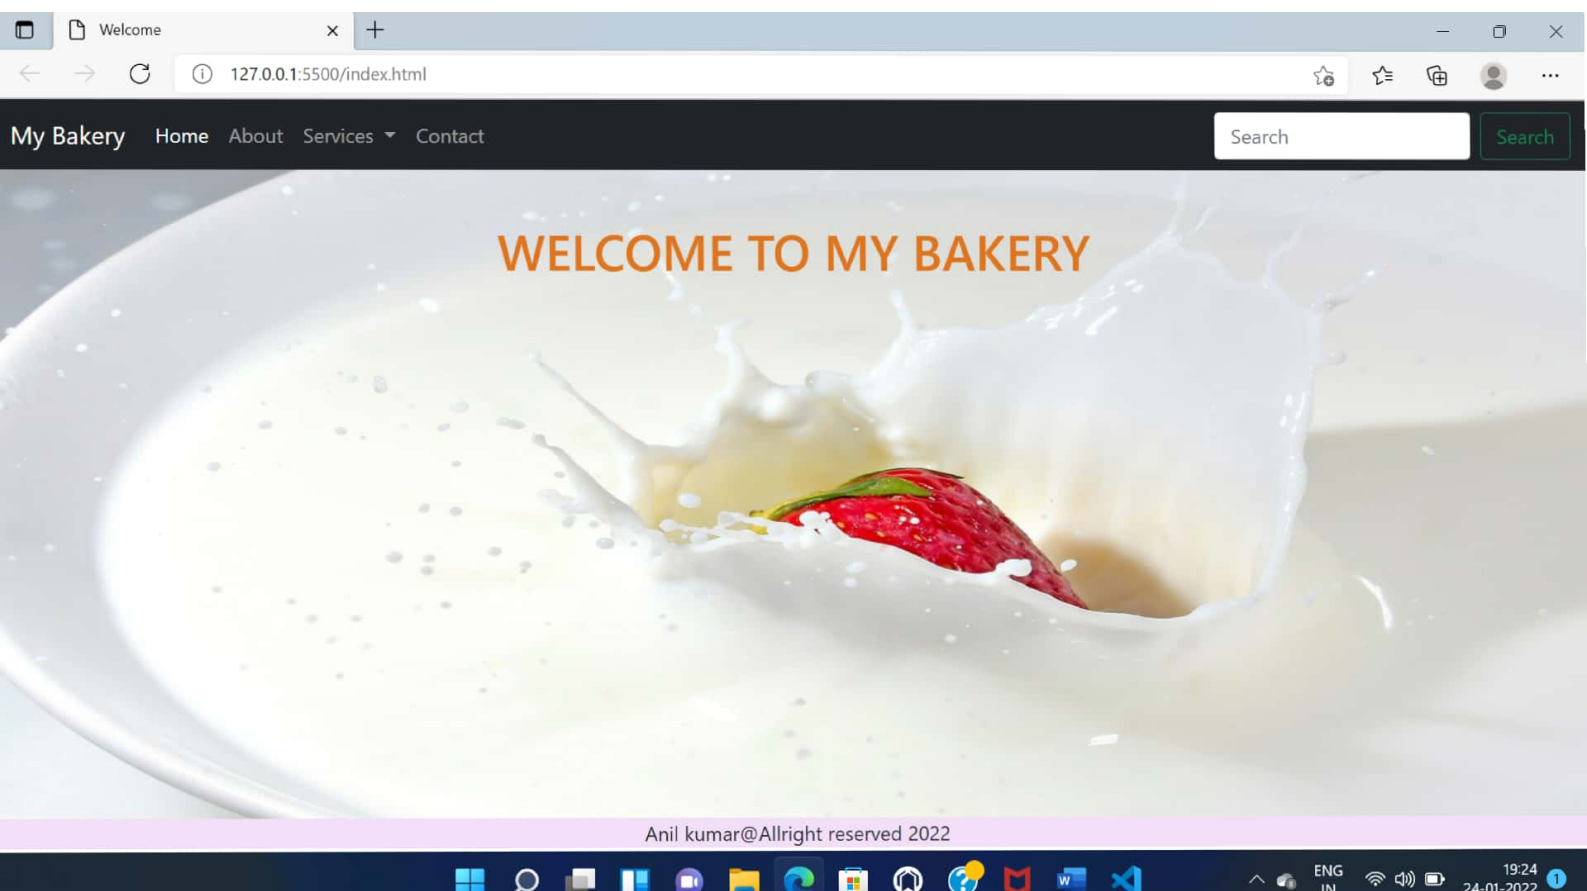 Welcome
127.0.0.1:5500/index.html
My Bakery Home About Services Contact Search Search
WELCOME TO MY BAKERY
Anil kumar@Allright reserved 2022
ENG
IN
19:24
24-01-2022
1